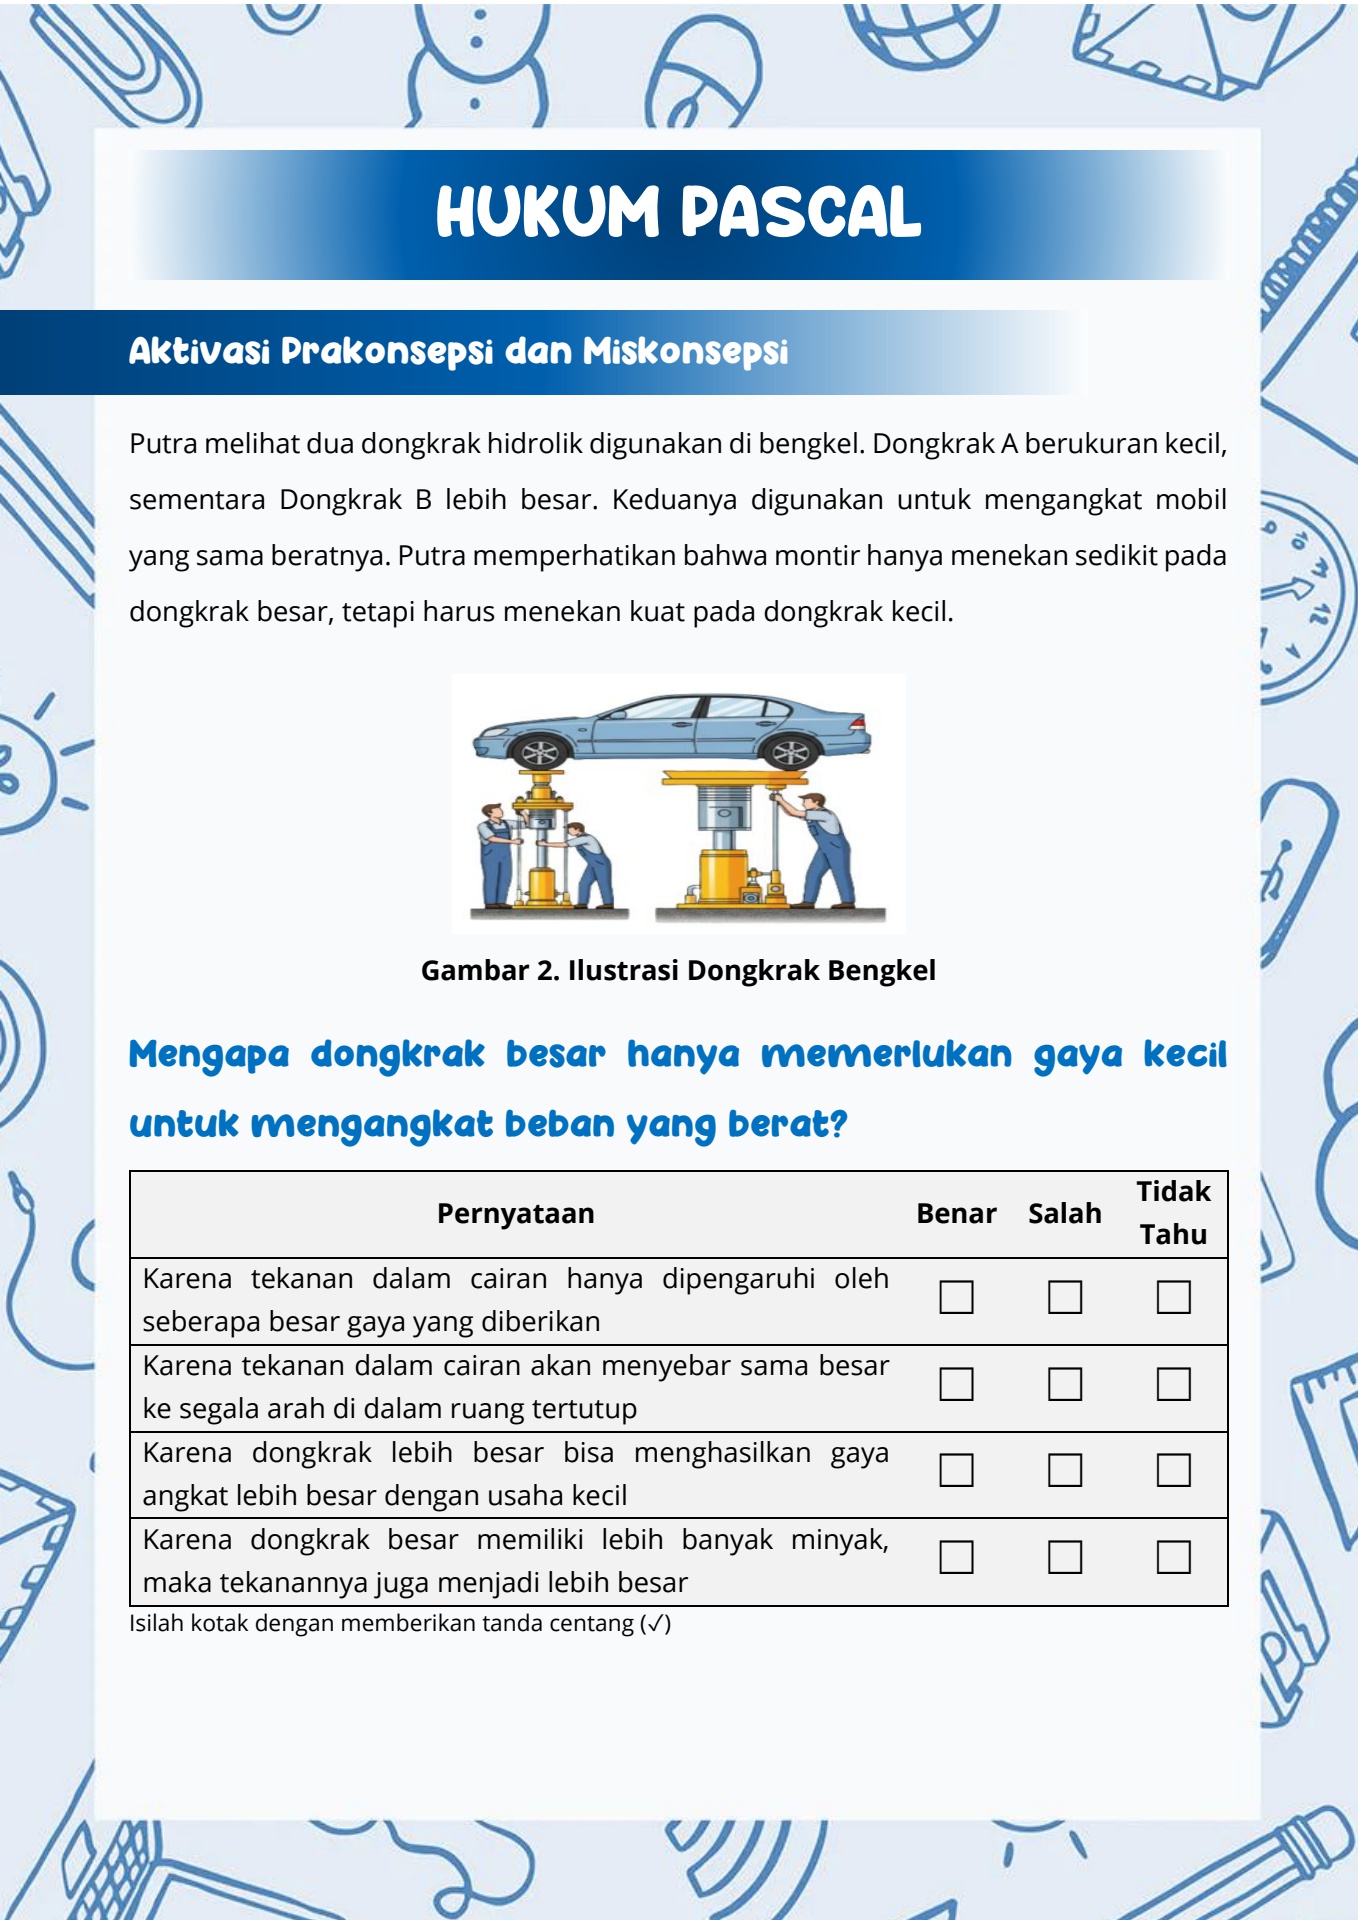 HUKUM PASCAL
Aktivasi Prakonsepsi dan Miskonsepsi
Putra melihat dua dongkrak hidrolik digunakan di bengkel. Dongkrak A berukuran kecil,
sementara Dongkrak B lebih besar. Keduanya digunakan untuk mengangkat mobil
yang sama beratnya. Putra memperhatikan bahwa montir hanya menekan sedikit pada
dongkrak besar, tetapi harus menekan kuat pada dongkrak kecil.
Gambar 2. Ilustrasi Dongkrak Bengkel
Mengapa dongkrak besar hanya memerlukan gaya kecil
untuk mengangkat beban yang berat?
Pernyataan Benar Salah Tidak
Tahu
Karena tekanan dalam cairan hanya dipengaruhi oleh
seberapa besar gaya yang diberikan
Karena tekanan dalam cairan akan menyebar sama besar
ke segala arah di dalam ruang tertutup
Karena dongkrak lebih besar bisa menghasilkan gaya
angkat lebih besar dengan usaha kecil
Karena dongkrak besar memiliki lebih banyak minyak,
maka tekanannya juga menjadi lebih besar
Isilah kotak dengan memberikan tanda centang (✓)